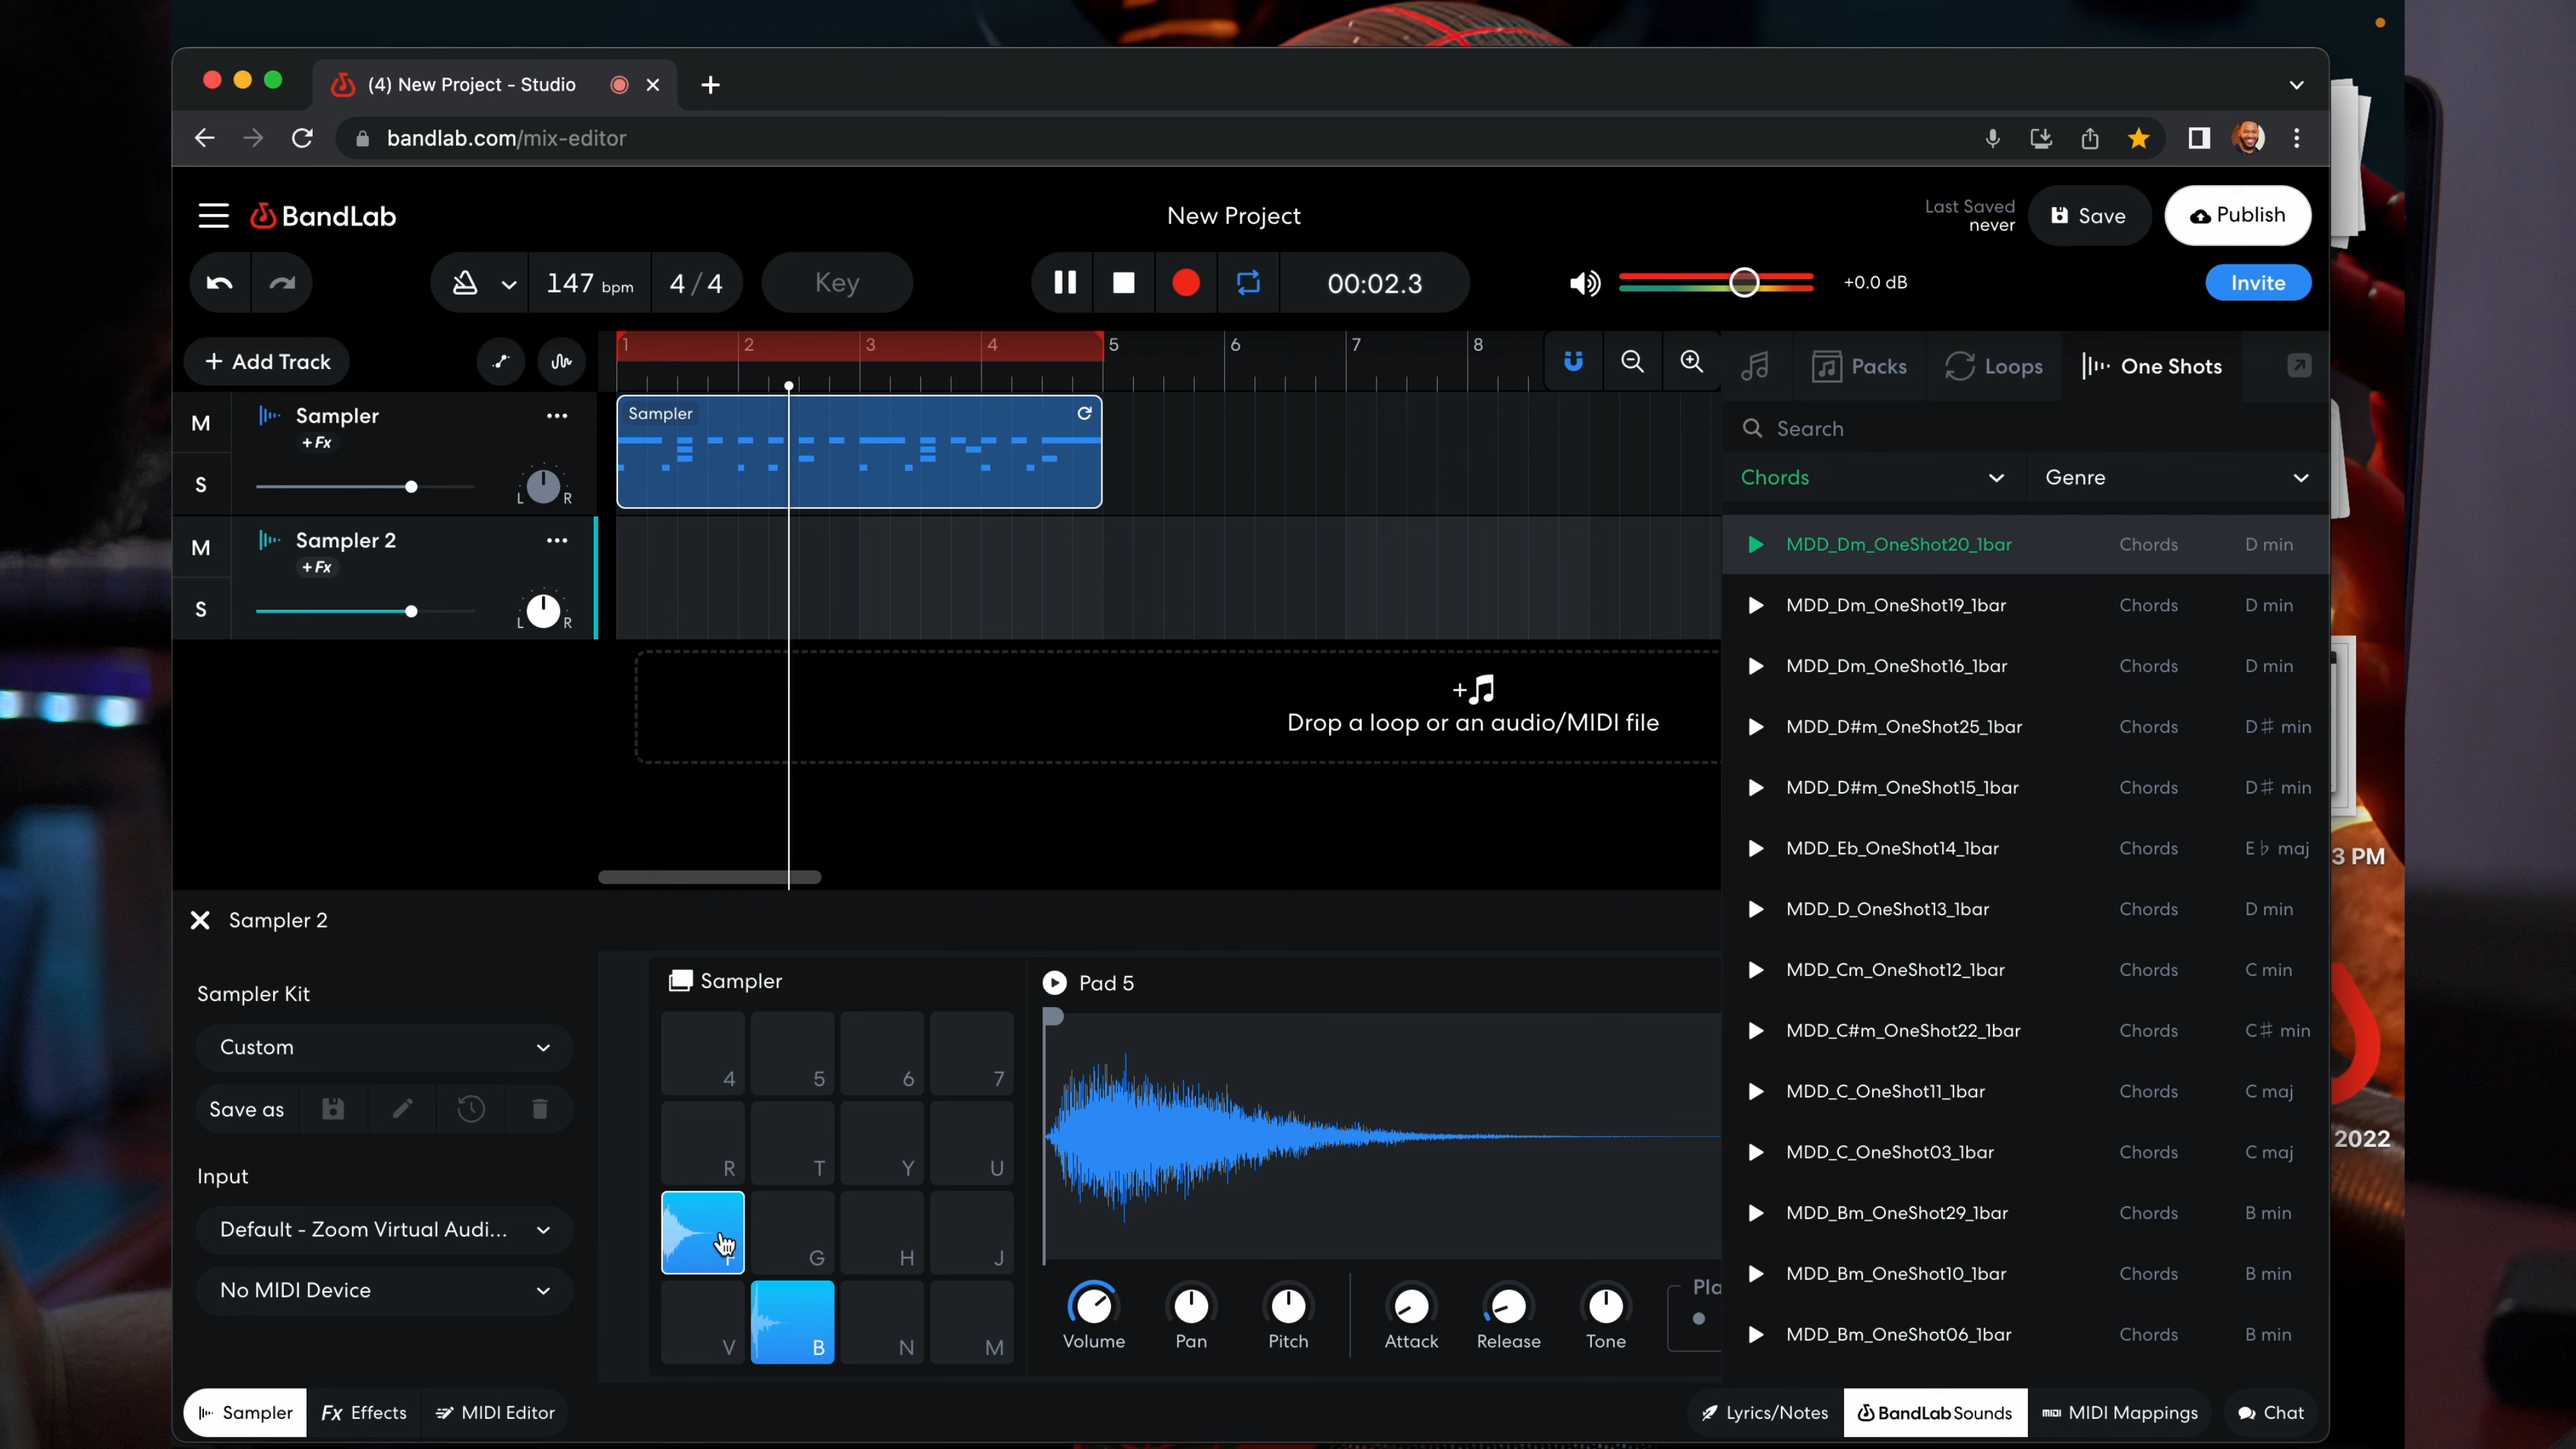 (4) New Project - Studio
bandlab.com/mix-editor
BandLab
New Project
Last Saved
never
Save
Publish
147 bpm
4 / 4
Key
00:02.3
+0.0 dB
Invite
+ Add Track
1 2 3 4 5 6 7 8
Packs
Loops
One Shots
M
Sampler
+ Fx
S
L R
Sampler
Search
Chords
Genre
M
Sampler 2
+ Fx
S
L R
+
Drop a loop or an audio/MIDI file
MDD_Dm_OneShot20_1bar Chords D min
MDD_Dm_OneShot19_1bar Chords D min
MDD_Dm_OneShot16_1bar Chords D min
MDD_D#m_OneShot25_1bar Chords D♯ min
MDD_D#m_OneShot15_1bar Chords D♯ min
MDD_Eb_OneShot14_1bar Chords E♭ maj
MDD_D_OneShot13_1bar Chords D min
MDD_Cm_OneShot12_1bar Chords C min
MDD_C#m_OneShot22_1bar Chords C♯ min
MDD_C_OneShot11_1bar Chords C maj
MDD_C_OneShot03_1bar Chords C maj
MDD_Bm_OneShot29_1bar Chords B min
MDD_Bm_OneShot10_1bar Chords B min
MDD_Bm_OneShot06_1bar Chords B min
3 PM
2022
Sampler 2
Sampler Kit
Custom
Save as
Input
Default - Zoom Virtual Audi...
No MIDI Device
Sampler
4 5 6 7
R T Y U
G H J
V B N M
Pad 5
Volume
Pan
Pitch
Attack
Release
Tone
Pla
Sampler
Fx Effects
MIDI Editor
Lyrics/Notes
BandLab Sounds
MIDI MIDI Mappings
Chat